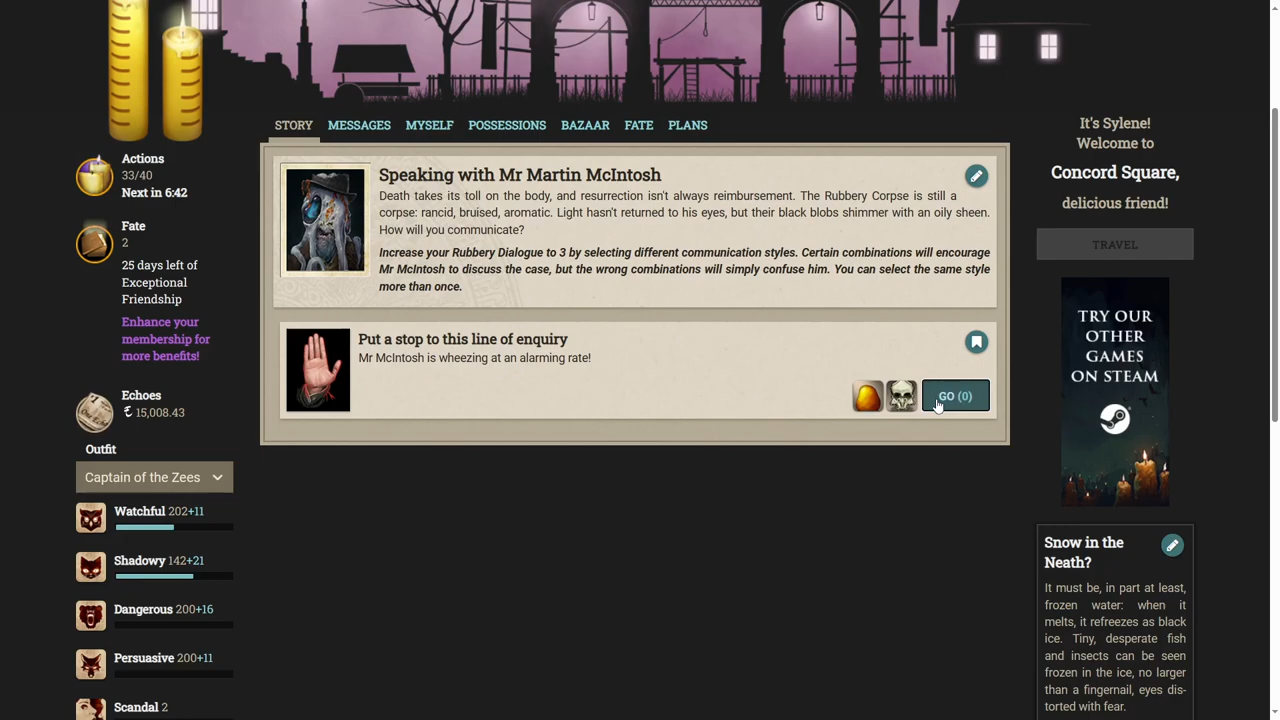 STORY MESSAGES MYSELF POSSESSIONS BAZAAR FATE PLANS
Actions
33/40
Next in 6:42
Fate
2
25 days left of
Exceptional
Friendship
Enhance your
membership for
more benefits!
Echoes
15,008.43
Outfit
Captain of the Zees
Watchful 202+11
Shadowy 142+21
Dangerous 200+16
Persuasive 200+11
Scandal 2
Speaking with Mr Martin McIntosh
Death takes its toll on the body, and resurrection isn't always reimbursement. The Rubbery Corpse is still a
corpse: rancid, bruised, aromatic. Light hasn't returned to his eyes, but their black blobs shimmer with an oily sheen.
How will you communicate?
Increase your Rubbery Dialogue to 3 by selecting different communication styles. Certain combinations will encourage
Mr McIntosh to discuss the case, but the wrong combinations will simply confuse him. You can select the same style
more than once.
Put a stop to this line of enquiry
Mr McIntosh is wheezing at an alarming rate!
GO (0)
It's Sylene!
Welcome to
Concord Square,
delicious friend!
TRAVEL
TRY OUR
OTHER
GAMES
ON STEAM
Snow in the
Neath?
It must be, in part at least,
frozen water: when it
melts, it refreezes as black
ice. Tiny, desperate fish
and insects can be seen
frozen in the ice, no larger
than a fingernail, eyes dis-
torted with fear.